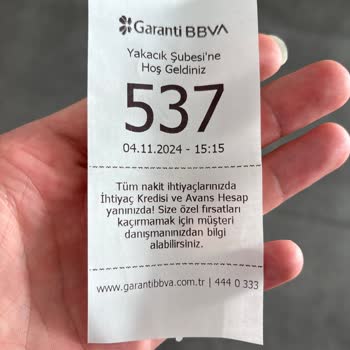 Garanti BBVA
Yakacık Şubesi'ne
Hoş Geldiniz
537
04.11.2024 - 15:15
Tüm nakit ihtiyaçlarınızda
İhtiyaç Kredisi ve Avans Hesap
yanınızda! Size özel fırsatları
kaçırmamak için müşteri
danışmanınızdan bilgi
alabilirsiniz.
www.garantibbva.com.tr | 444 0 333